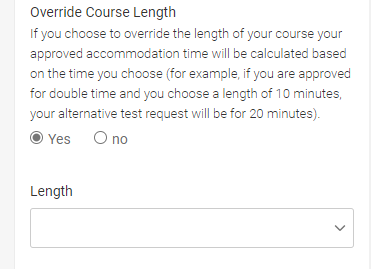 Override Course Length
If you choose to override the length of your course your
approved accommodation time will be calculated based
on the time you choose (for example, if you are approved
for double time and you choose a length of 10 minutes,
your alternative test request will be for 20 minutes).
Yes no
Length